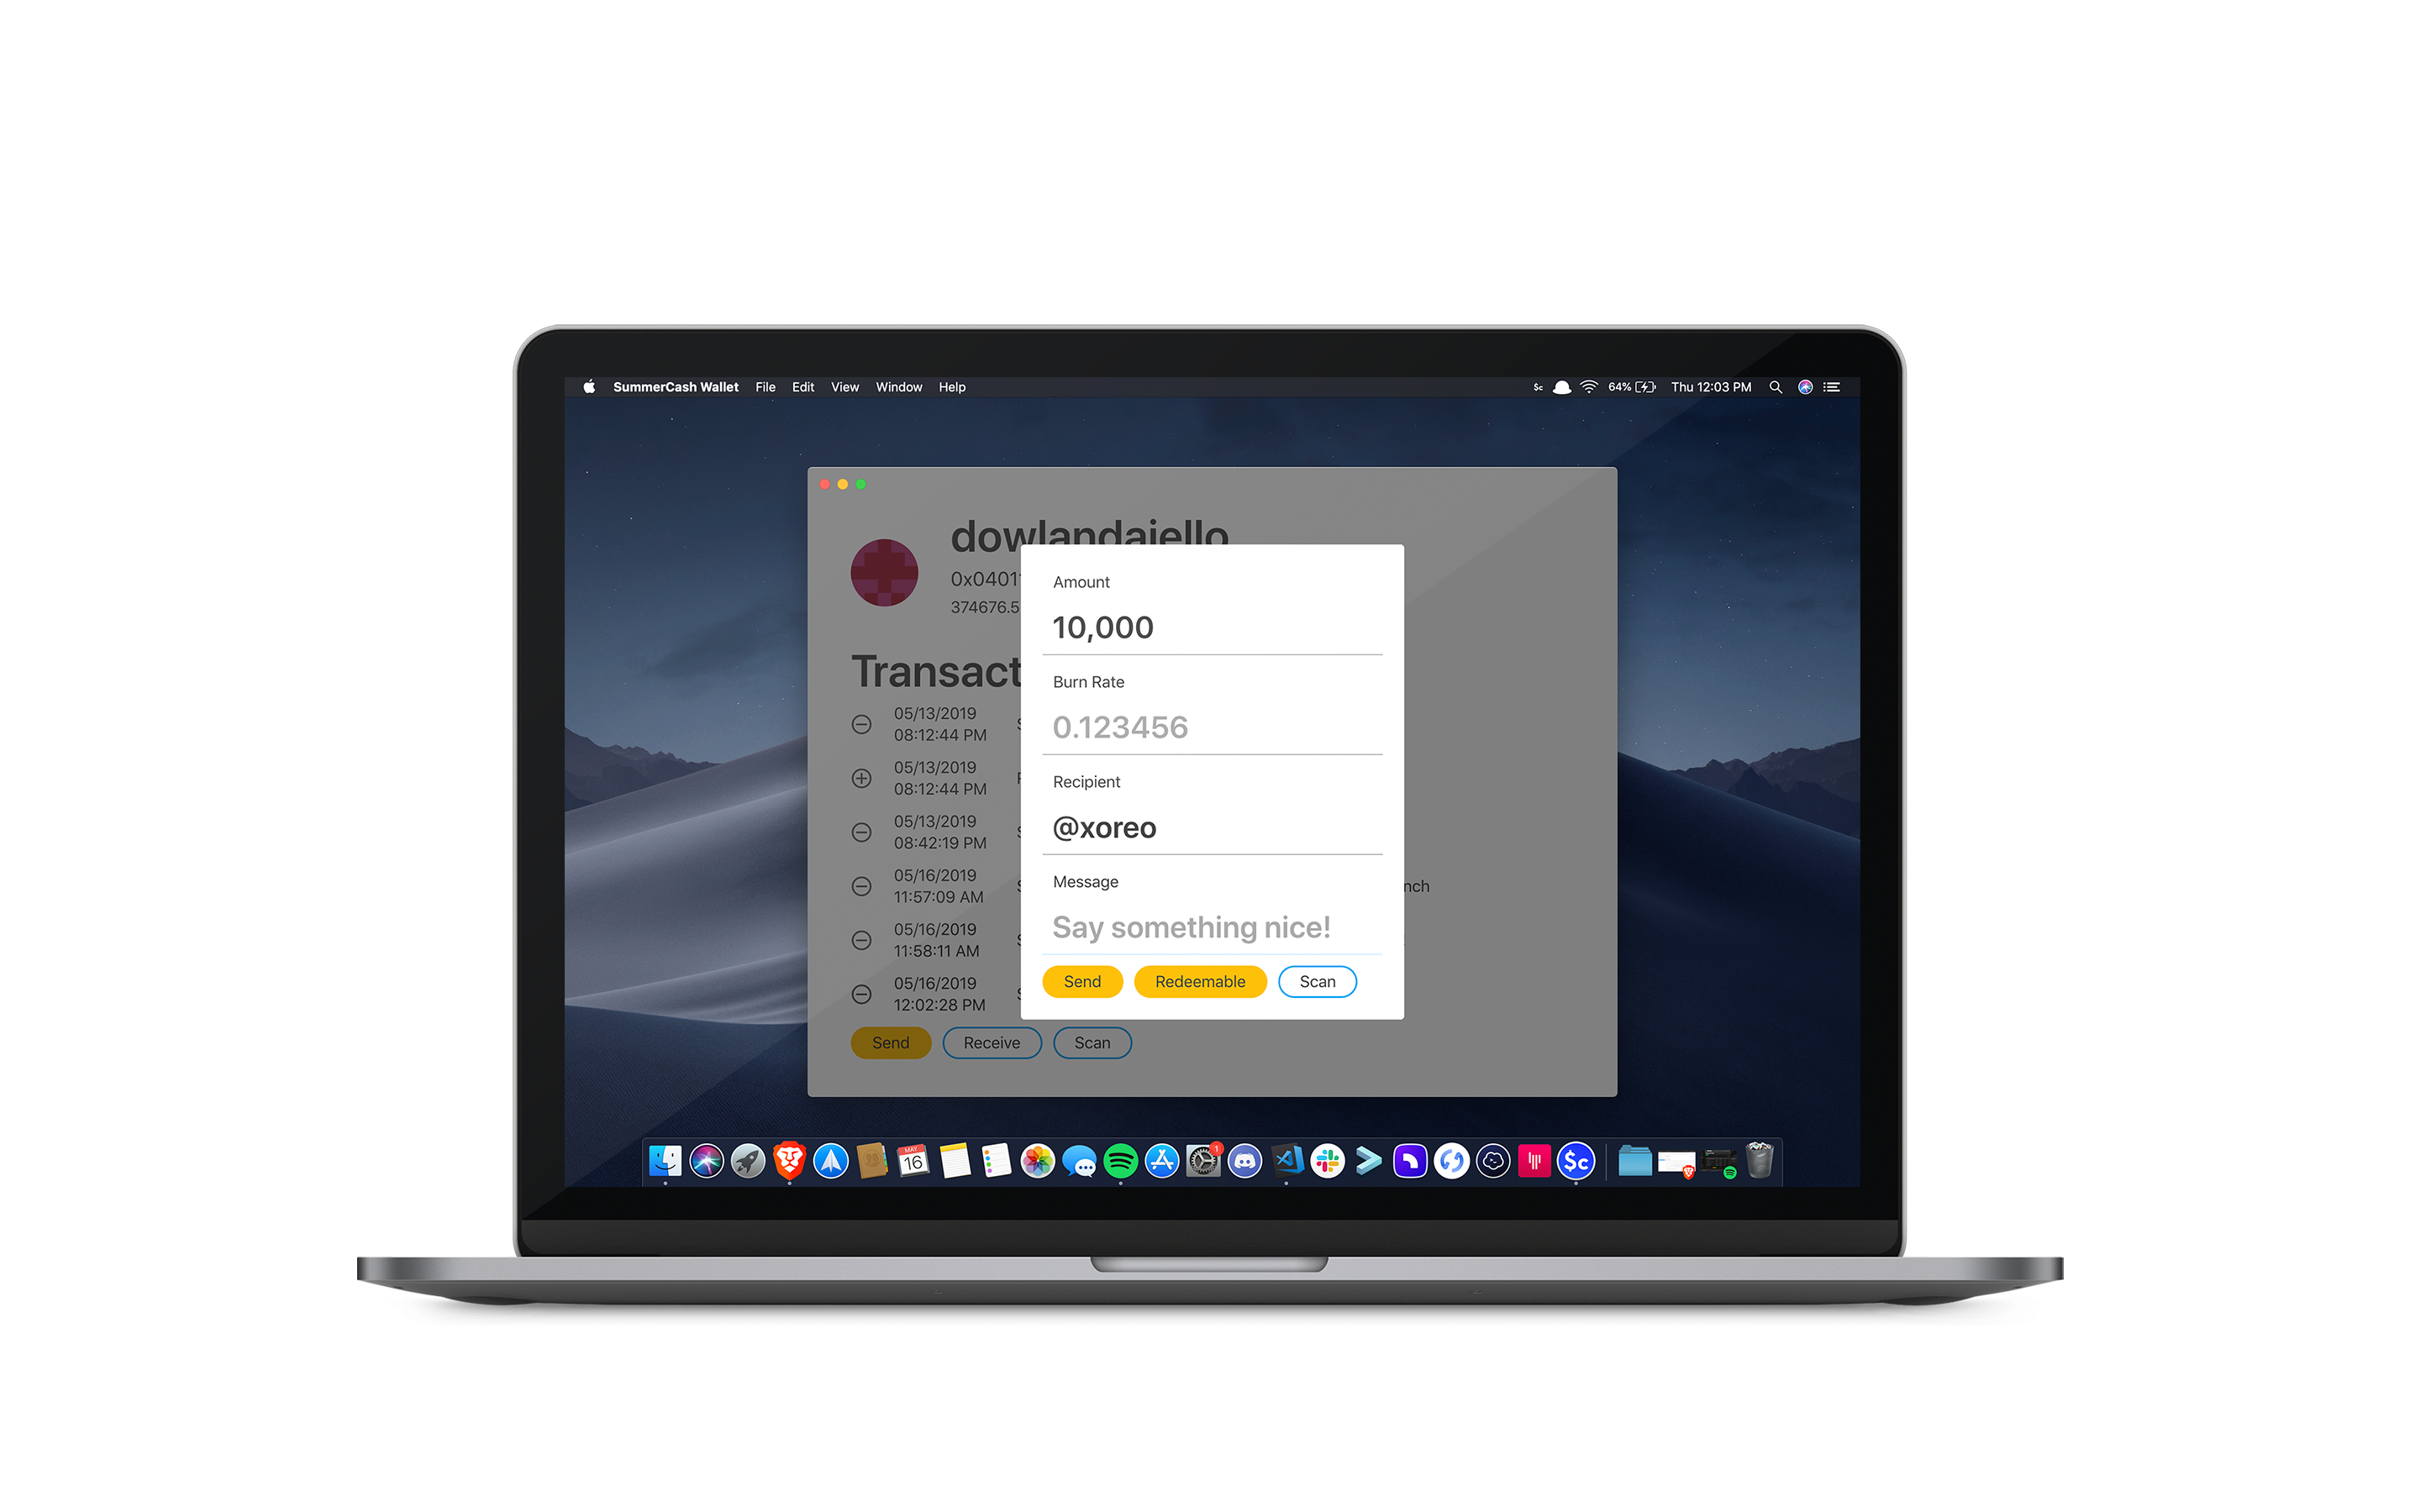 SummerCash Wallet File Edit View Window Help
$c 64% Thu 12:03 PM
dowlandaiello
0x0401
374676.5
Transact
05/13/2019
08:12:44 PM
05/13/2019
08:12:44 PM
05/13/2019
08:42:19 PM
05/16/2019
11:57:09 AM
nch
05/16/2019
11:58:11 AM
05/16/2019
12:02:28 PM
Send Receive Scan
Amount
10,000
Burn Rate
0.123456
Recipient
@xoreo
Message
Say something nice!
Send Redeemable Scan
MAY
16
1
$c